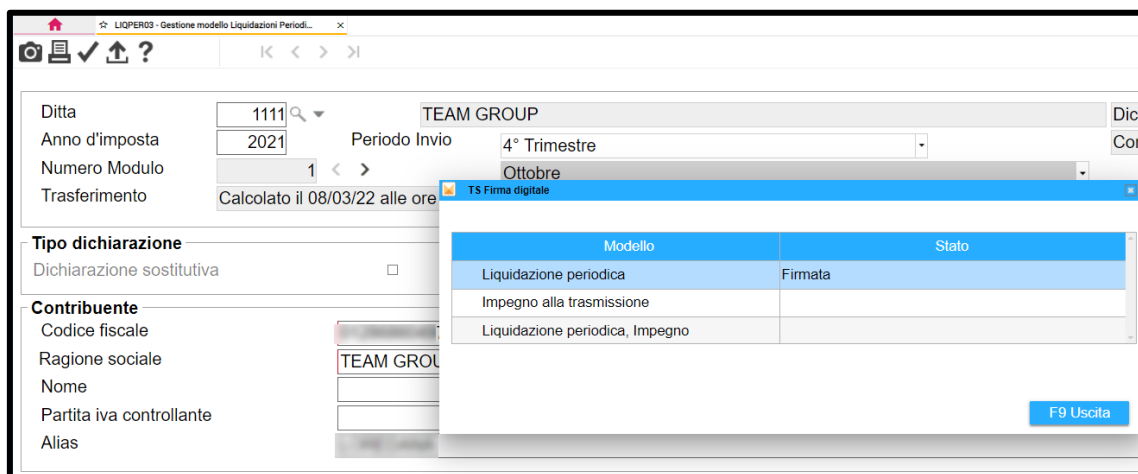 LIQPER03 - Gestione modello Liquidazioni Periodi... ×
?
Ditta 1111 TEAM GROUP Dic
Anno d'imposta 2021 Periodo Invio 4° Trimestre Cor
Numero Modulo 1 Ottobre
Trasferimento Calcolato il 08/03/22 alle ore
TS Firma digitale
Modello Stato
Liquidazione periodica Firmata
Impegno alla trasmissione
Liquidazione periodica, Impegno
F9 Uscita
Tipo dichiarazione
Dichiarazione sostitutiva
Contribuente
Codice fiscale
Ragione sociale TEAM GROU
Nome
Partita iva controllante
Alias